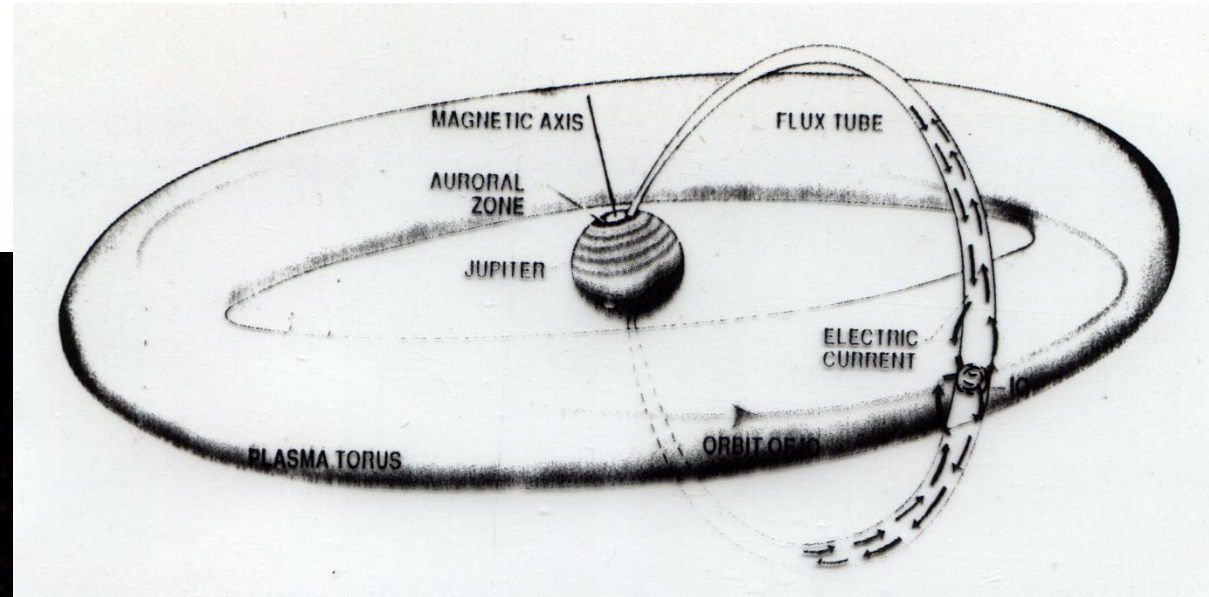 MAGNETIC AXIS
FLUX TUBE
AURORAL
ZONE
JUPITER
ELECTRIC
CURRENT
IO
PLASMA TORUS
ORBIT OF IO